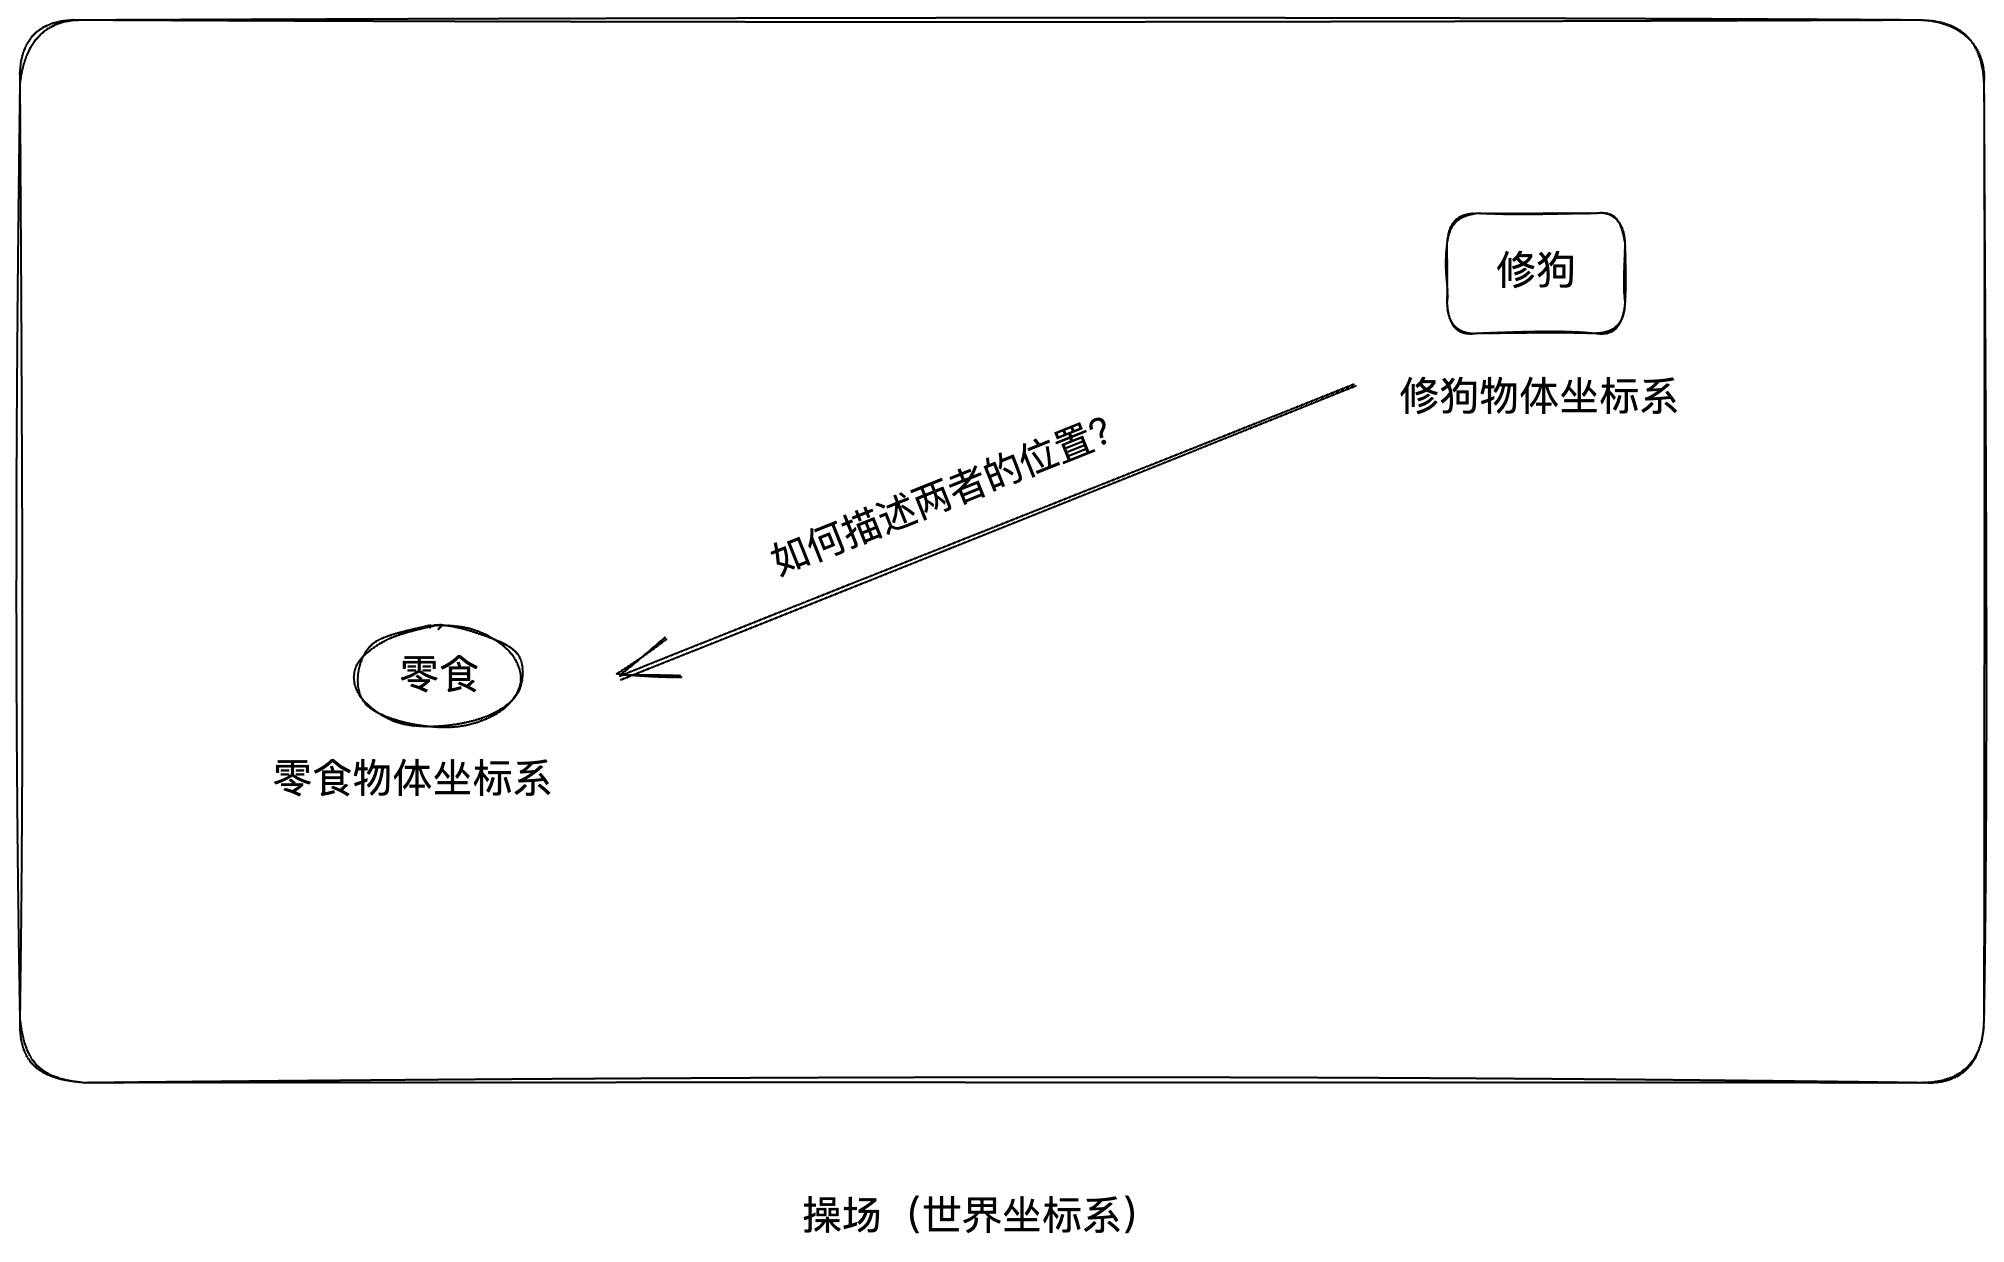 修狗
修狗物体坐标系
如何描述两者的位置?
零食
零食物体坐标系
操场（世界坐标系）